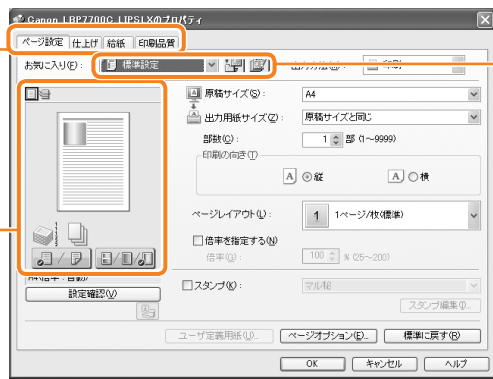 Canon LBP7700C LIPSLXのプロパティ
ページ設定 仕上げ 給紙 印刷品質
お気に入り(F): 標準設定
原稿サイズ(S): A4
出力用紙サイズ(Z): 原稿サイズと同じ
部数(C): 1 部 (1~9999)
印刷の向き(T)
A 縦 A 横
ページレイアウト(L): 1 1ページ/枚(標準)
倍率を指定する(N)
倍率(Q): 100 % (25~200)
設定確認(V)
スタンプ(K): マル秘
スタンプ編集(I)...
ユーザ定義用紙(U)... ページオプション(E)... 標準に戻す(R)
OK キャンセル ヘルプ